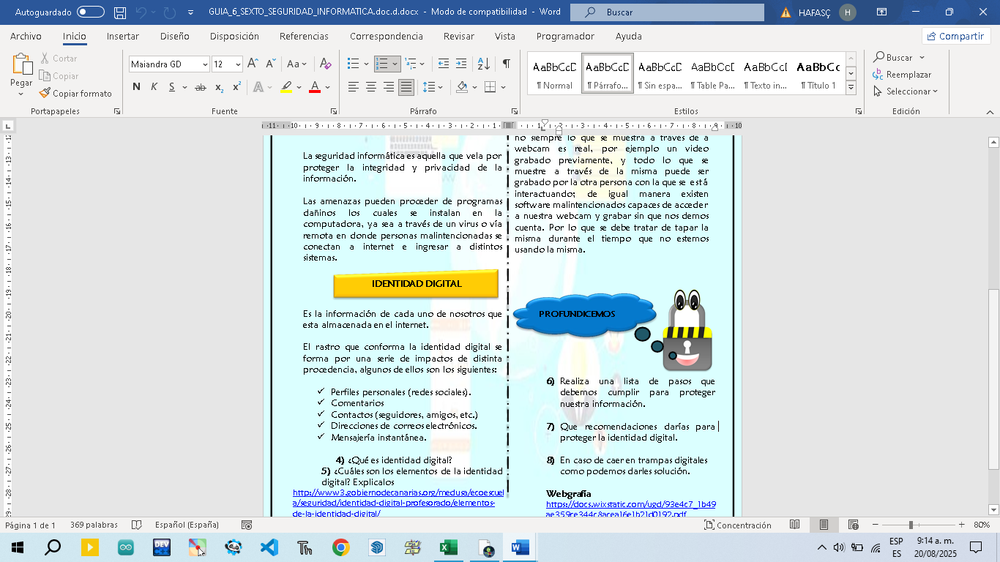 Autoguardado
GUIA_6_SEXTO_SEGURIDAD_INFORMATICA.doc.d.docx - Modo de compatibilidad - Word
Buscar
HAFASÇ
H
Archivo Inicio Insertar Diseño Disposición Referencias Correspondencia Revisar Vista Programador Ayuda
Compartir
Pegar
Cortar
Copiar
Copiar formato
Portapapeles
Maiandra GD 12
Fuente
Párrafo
AaBbCcD AaBbCcD AaBbCcD AaBbCcD AaBbCcD AaBbCc
¶ Normal ¶ Párrafo... ¶ Sin espa... ¶ Table Pa... ¶ Texto in... ¶ Título 1
Estilos
Buscar
Reemplazar
Seleccionar
Edición
La seguridad informática es aquella que vela por
proteger la integridad y privacidad de la
información.
Las amenazas pueden proceder de programas
dañinos los cuales se instalan en la
computadora, ya sea a través de un virus o vía
remota en donde personas malintencionadas se
conectan a internet e ingresar a distintos
sistemas.
IDENTIDAD DIGITAL
Es la información de cada uno de nosotros que
esta almacenada en el internet.
El rastro que conforma la identidad digital se
forma por una serie de impactos de distinta
procedencia, algunos de ellos son los siguientes:
✓ Perfiles personales (redes sociales).
✓ Comentarios
✓ Contactos (seguidores, amigos, etc.)
✓ Direcciones de correos electrónicos.
✓ Mensajería instantánea.
4) ¿Qué es identidad digital?
5) ¿Cuáles son los elementos de la identidad
digital? Explicalos
http://www3.gobiernodecanarias.org/medusa/ecoescuel
a/seguridad/identidad-digital-profesorado/elementos-
de-la-identidad-digital/
no siempre lo que se muestra a través de a
webcam es real, por ejemplo un video
grabado previamente, y todo lo que se
muestre a través de la misma puede ser
grabado por la otra persona con la que se está
interactuando; de igual manera existen
software malintencionados capaces de acceder
a nuestra webcam y grabar sin que nos demos
cuenta. Por lo que se debe tratar de tapar la
misma durante el tiempo que no estemos
usando la misma.
PROFUNDICEMOS
6) Realiza una lista de pasos que
debemos cumplir para proteger
nuestra información.
7) Que recomendaciones darías para
proteger la identidad digital.
8) En caso de caer en trampas digitales
como podemos darles solución.
Webgrafía
https://docs.wixstatic.com/ugd/93e4c7_1b49
ae359ce344c8acea16e1b21d0192.pdf
Página 1 de 1 369 palabras Español (España) Concentración 80%
ESP
ES
9:14 a. m.
20/08/2025